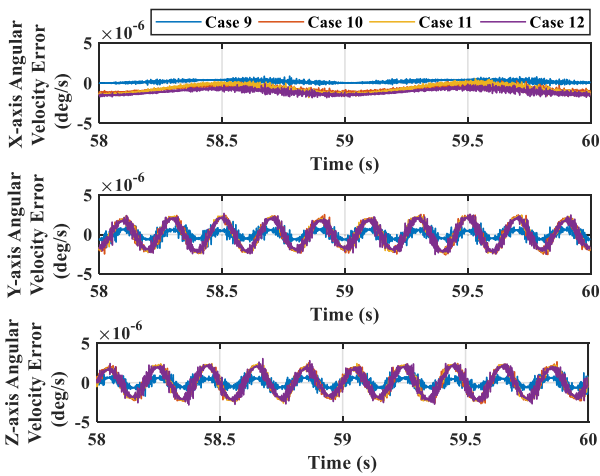 Case 9 Case 10 Case 11 Case 12
×10⁻⁶
X-axis Angular
Velocity Error
(deg/s)
5
0
-5
58 58.5 59 59.5 60
Time (s)
×10⁻⁶
Y-axis Angular
Velocity Error
(deg/s)
5
0
-5
58 58.5 59 59.5 60
Time (s)
×10⁻⁶
Z-axis Angular
Velocity Error
(deg/s)
5
0
-5
58 58.5 59 59.5 60
Time (s)